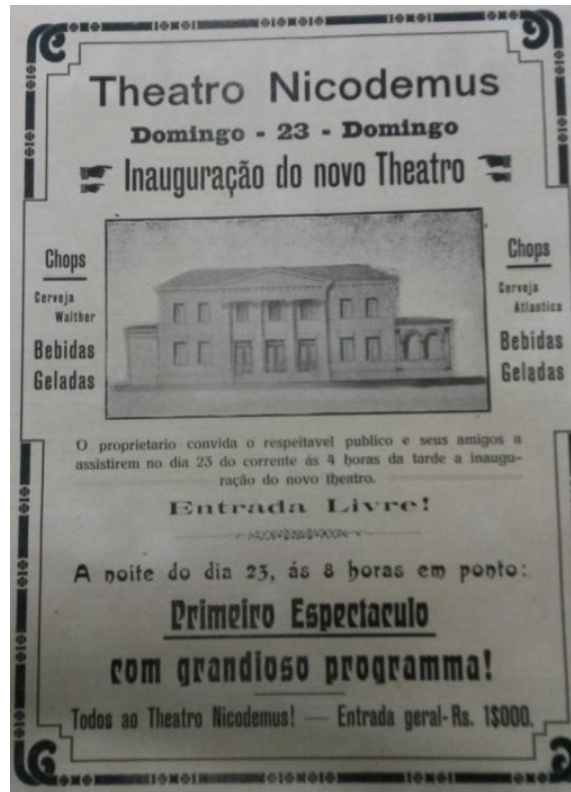 Theatro Nicodemus
Domingo - 23 - Domingo
Inauguração do novo Theatro
Chops
Cerveja
Walther
Bebidas
Geladas
Chops
Cerveja
Atlantica
Bebidas
Geladas
O proprietario convida o respeitavel publico e seus amigos a
assistirem no dia 23 do corrente ás 4 horas da tarde a inaugu-
ração do novo theatro.
Entrada Livre!
A noite do dia 23, ás 8 horas em ponto:
Primeiro Espectaculo
com grandioso programma!
Todos ao Theatro Nicodemus! — Entrada geral-Rs. 1$000.